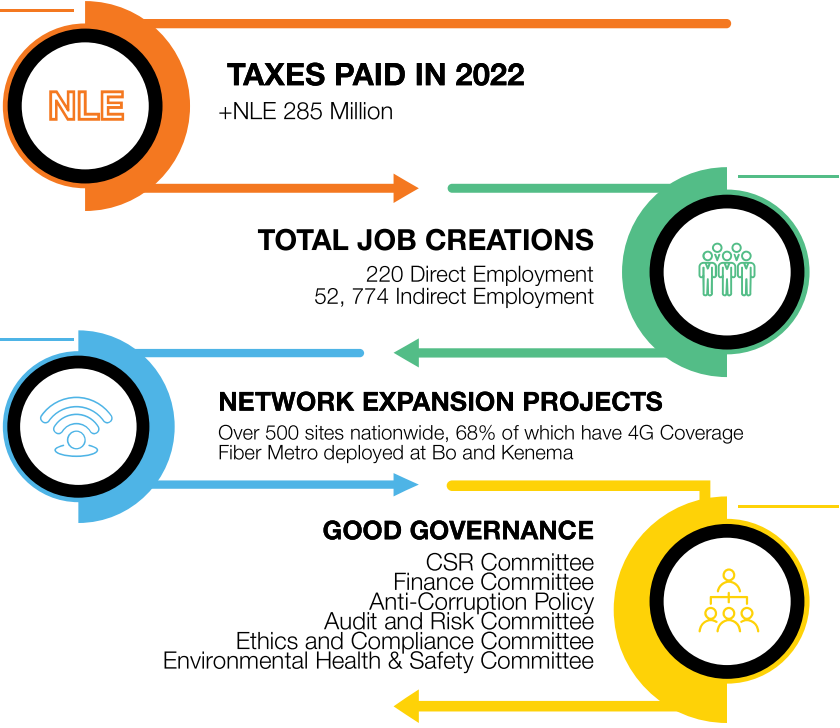 NLE
TAXES PAID IN 2022
+NLE 285 Million
TOTAL JOB CREATIONS
220 Direct Employment
52, 774 Indirect Employment
NETWORK EXPANSION PROJECTS
Over 500 sites nationwide, 68% of which have 4G Coverage
Fiber Metro deployed at Bo and Kenema
GOOD GOVERNANCE
CSR Committee
Finance Committee
Anti-Corruption Policy
Audit and Risk Committee
Ethics and Compliance Committee
Environmental Health & Safety Committee